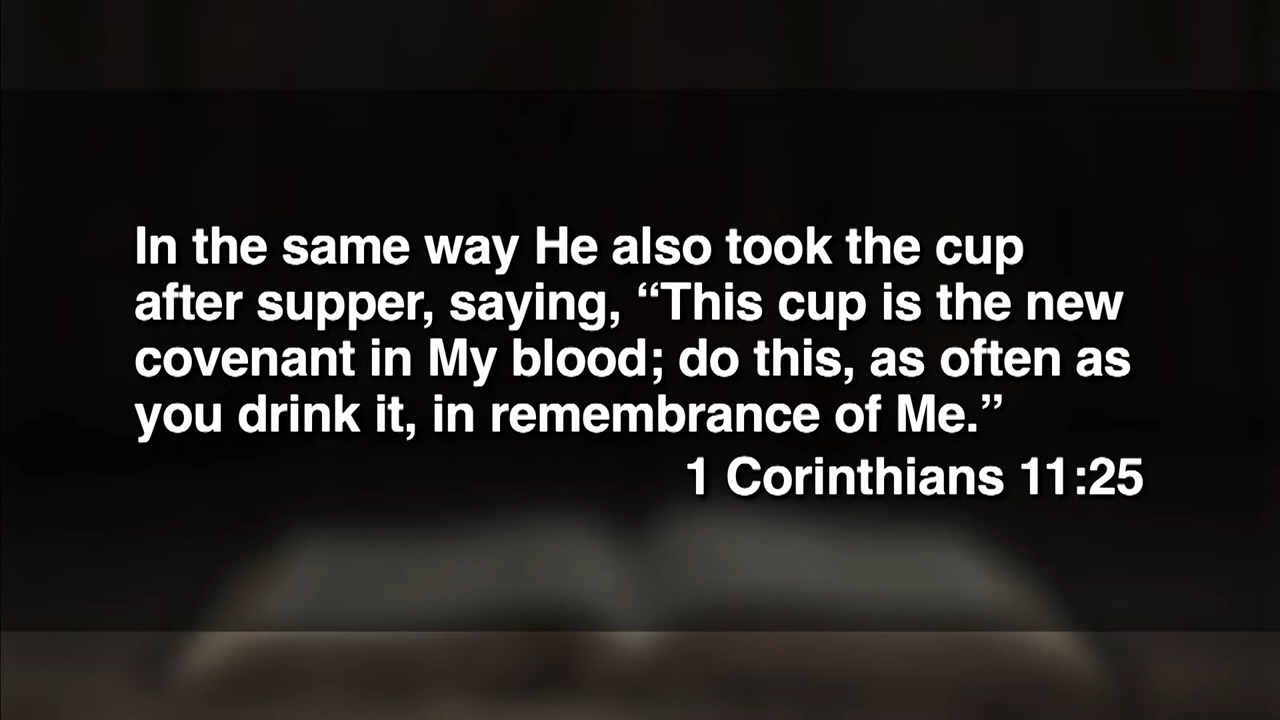 In the same way He also took the cup
after supper, saying, “This cup is the new
covenant in My blood; do this, as often as
you drink it, in remembrance of Me.”
1 Corinthians 11:25